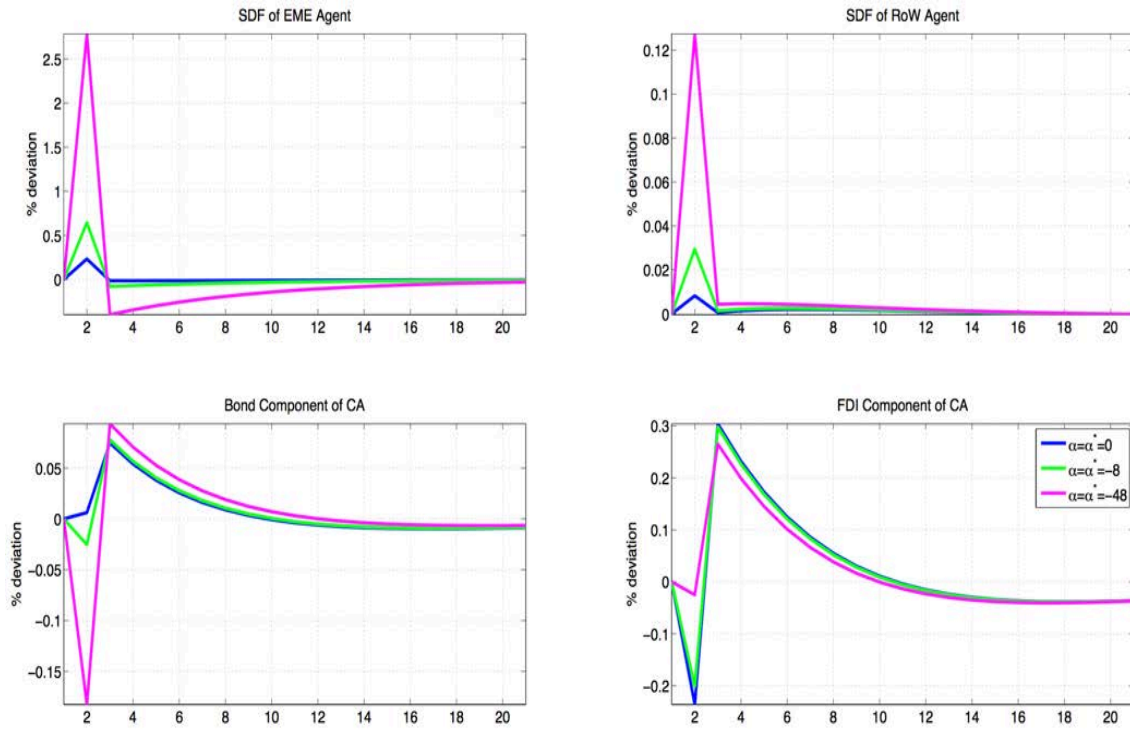 SDF of EME Agent
% deviation
2.5
2
1.5
1
0.5
0
2 4 6 8 10 12 14 16 18 20
SDF of RoW Agent
% deviation
0.12
0.1
0.08
0.06
0.04
0.02
0
2 4 6 8 10 12 14 16 18 20
Bond Component of CA
% deviation
0.05
0
−0.05
−0.1
−0.15
2 4 6 8 10 12 14 16 18 20
FDI Component of CA
% deviation
0.3
0.2
0.1
0
−0.1
−0.2
2 4 6 8 10 12 14 16 18 20
α=α*=0
α=α*=−8
α=α*=−48